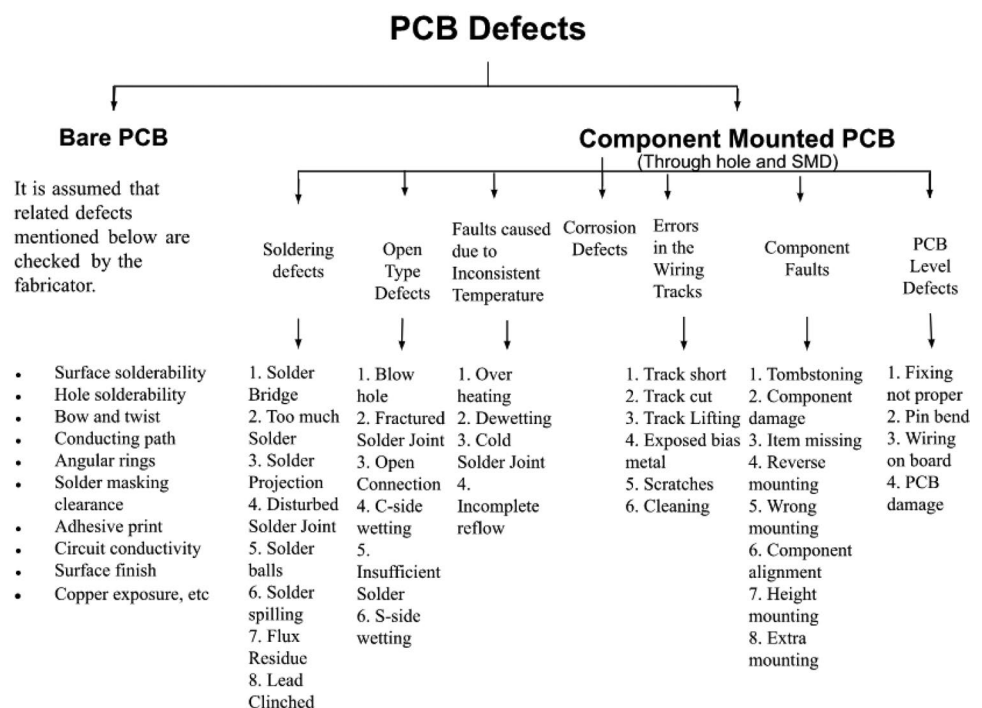 PCB Defects
Bare PCB
It is assumed that
related defects
mentioned below are
checked by the
fabricator.
• Surface solderability
• Hole solderability
• Bow and twist
• Conducting path
• Angular rings
• Solder masking
clearance
• Adhesive print
• Circuit conductivity
• Surface finish
• Copper exposure, etc
Component Mounted PCB
(Through hole and SMD)
Soldering
defects
1. Solder
Bridge
2. Too much
Solder
3. Solder
Projection
4. Disturbed
Solder Joint
5. Solder
balls
6. Solder
spilling
7. Flux
Residue
8. Lead
Clinched
Open
Type
Defects
1. Blow
hole
2. Fractured
Solder Joint
3. Open
Connection
4. C-side
wetting
5.
Insufficient
Solder
6. S-side
wetting
Faults caused
due to
Inconsistent
Temperature
1. Over
heating
2. Dewetting
3. Cold
Solder Joint
4.
Incomplete
reflow
Corrosion
Defects
Errors
in the
Wiring
Tracks
1. Track short
2. Track cut
3. Track Lifting
4. Exposed bias
metal
5. Scratches
6. Cleaning
Component
Faults
1. Tombstoning
2. Component
damage
3. Item missing
4. Reverse
mounting
5. Wrong
mounting
6. Component
alignment
7. Height
mounting
8. Extra
mounting
PCB
Level
Defects
1. Fixing
not proper
2. Pin bend
3. Wiring
on board
4. PCB
damage